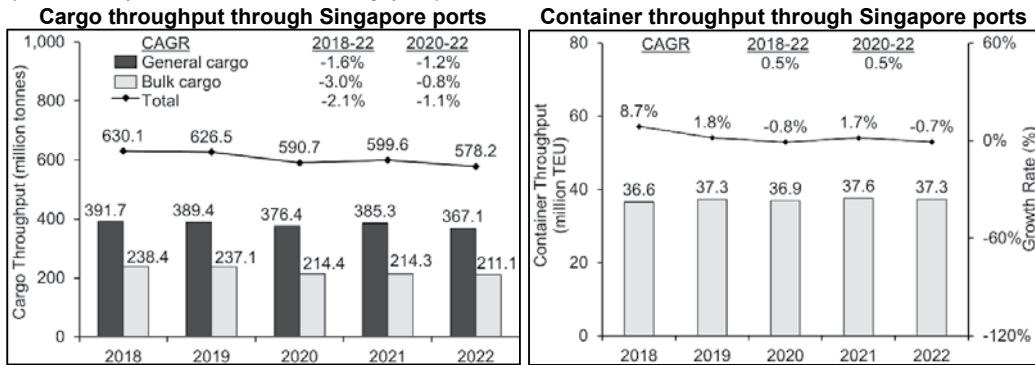 Cargo throughput through Singapore ports
CAGR 2018-22 2020-22
General cargo -1.6% -1.2%
Bulk cargo -3.0% -0.8%
Total -2.1% -1.1%
Cargo Throughput (million tonnes)
1,000
800
600
400
200
0
630.1 626.5 590.7 599.6 578.2
391.7 389.4 376.4 385.3 367.1
238.4 237.1 214.4 214.3 211.1
2018 2019 2020 2021 2022
Container throughput through Singapore ports
CAGR 2018-22 2020-22
0.5% 0.5%
Container Throughput
(million TEU)
80
60
40
20
0
8.7% 1.8% -0.8% 1.7% -0.7%
36.6 37.3 36.9 37.6 37.3
2018 2019 2020 2021 2022
60%
0%
-60%
-120%
Growth Rate (%)